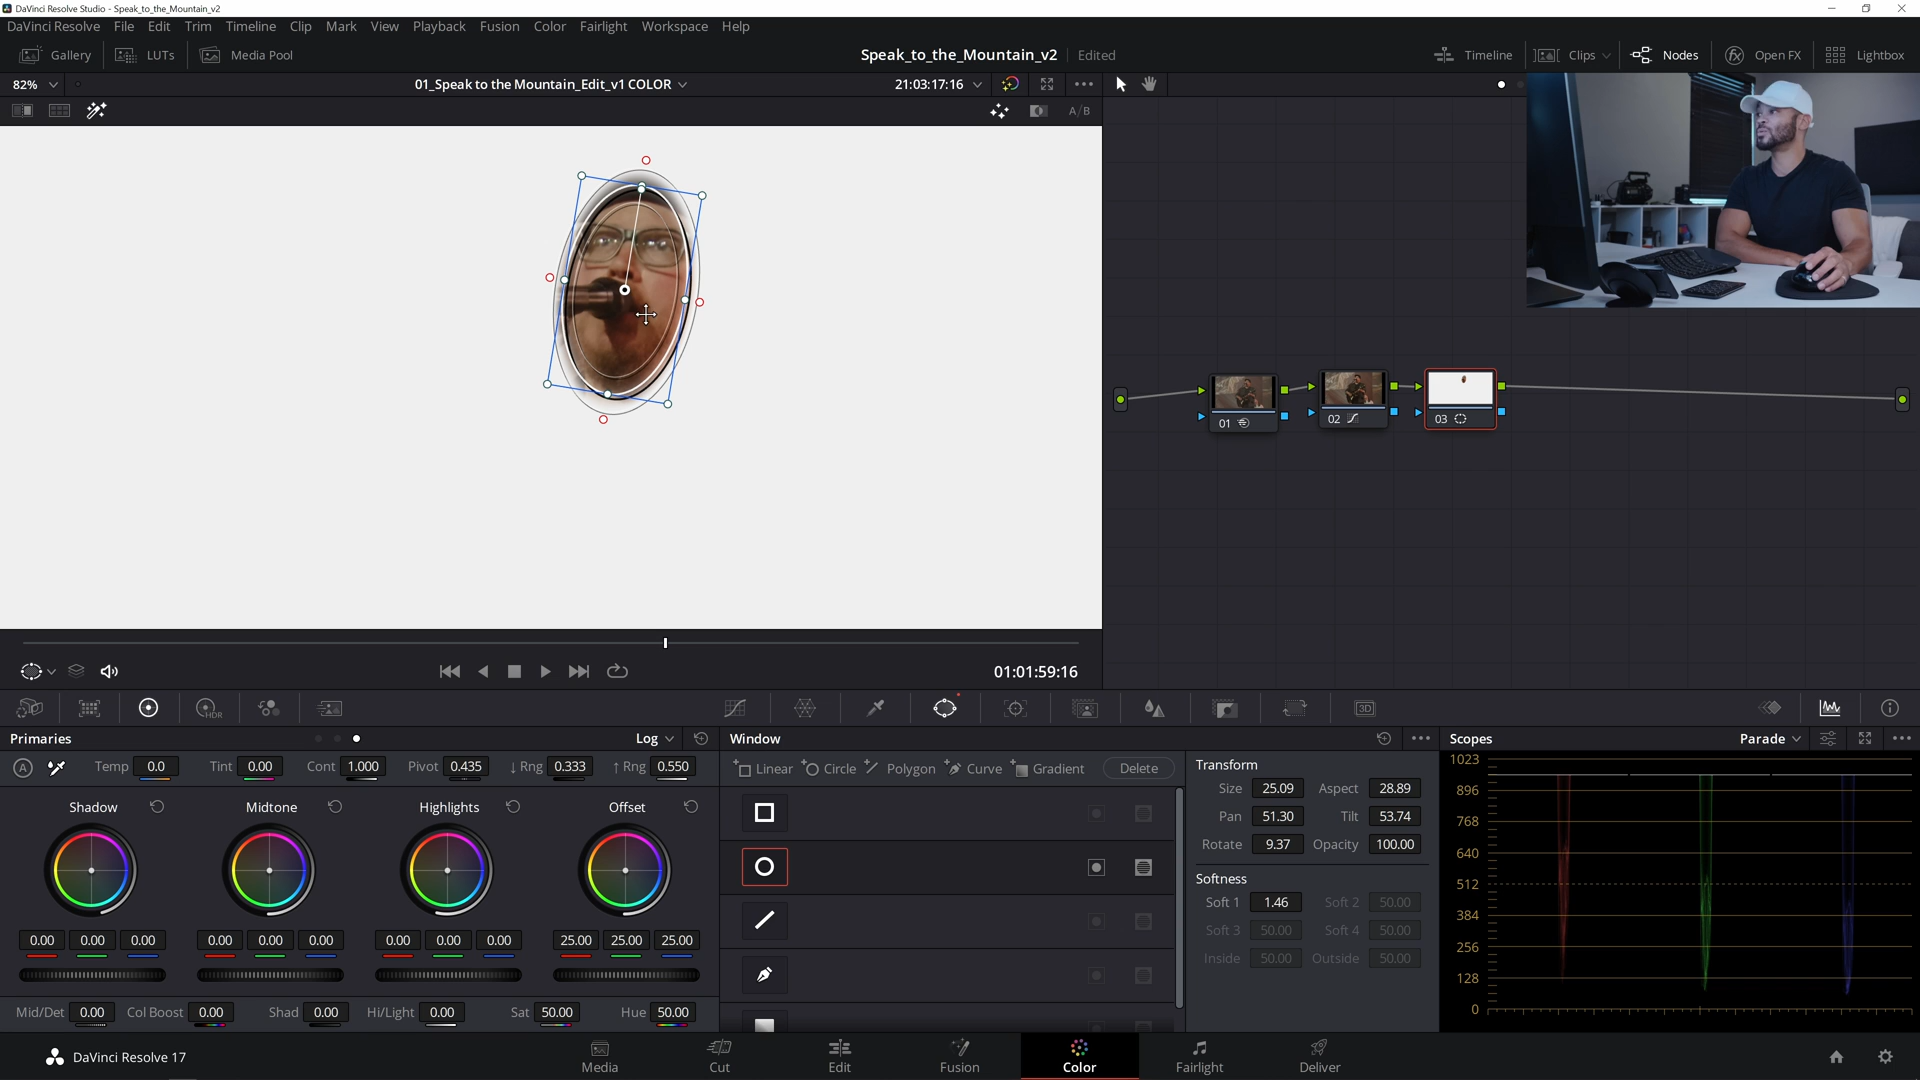 DaVinci Resolve Studio - Speak_to_the_Mountain_v2
DaVinci Resolve File Edit Trim Timeline Clip Mark View Playback Fusion Color Fairlight Workspace Help
Gallery LUTs Media Pool Speak_to_the_Mountain_v2 Edited Timeline Clips Nodes Open FX Lightbox
82% 01_Speak to the Mountain_Edit_v1 COLOR 21:03:17:16
A/B
01 02 03
01:01:59:16
HDR 3D
Primaries Log Window Scopes Parade
A Temp 0.0 Tint 0.00 Cont 1.000 Pivot 0.435 ↓ Rng 0.333 ↑ Rng 0.550
Linear Circle Polygon Curve Gradient Delete
Shadow Midtone Highlights Offset
0.00 0.00 0.00 0.00 0.00 0.00 0.00 0.00 0.00 25.00 25.00 25.00
Mid/Det 0.00 Col Boost 0.00 Shad 0.00 Hi/Light 0.00 Sat 50.00 Hue 50.00
Transform
Size 25.09 Aspect 28.89
Pan 51.30 Tilt 53.74
Rotate 9.37 Opacity 100.00
Softness
Soft 1 1.46 Soft 2 50.00
Soft 3 50.00 Soft 4 50.00
Inside 50.00 Outside 50.00
1023
896
768
640
512
384
256
128
0
DaVinci Resolve 17 Media Cut Edit Fusion Color Fairlight Deliver